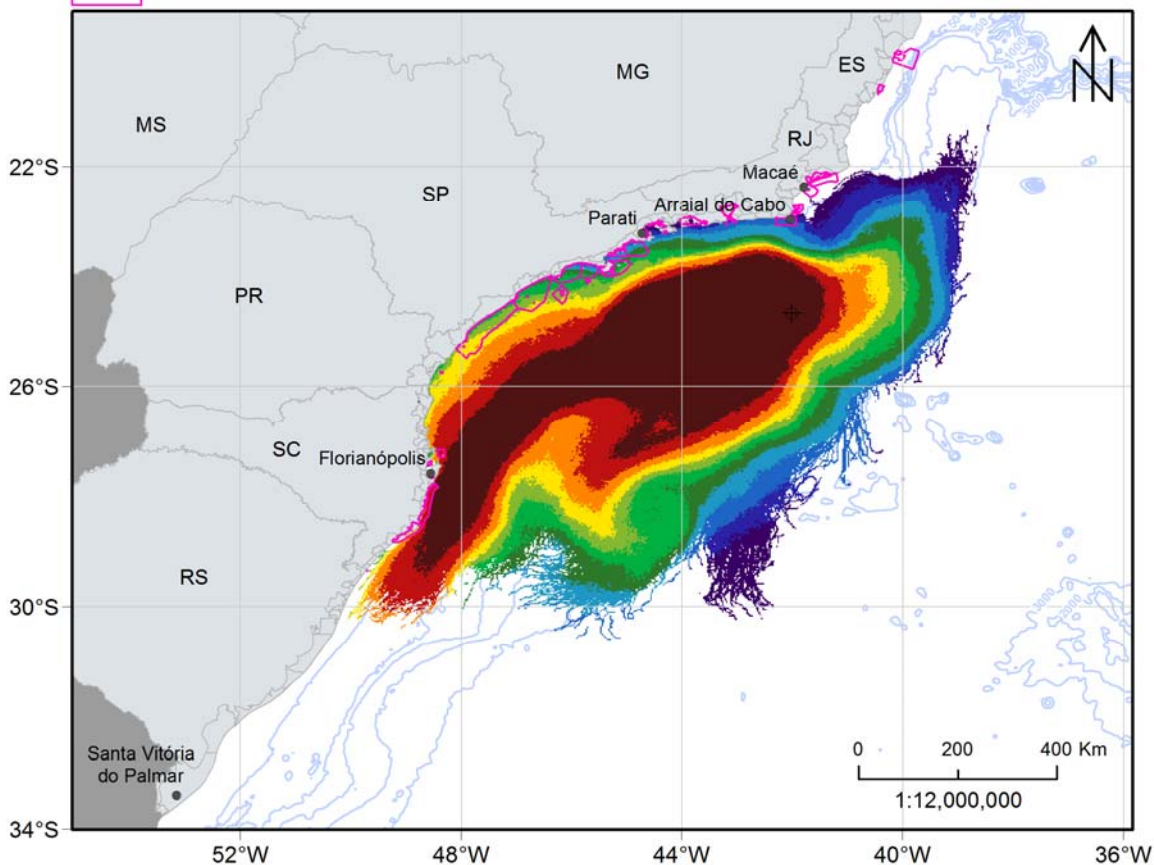 MG
ES
MS
RJ
22°S
Macaé
SP
Arraial do Cabo
Parati
PR
26°S
SC
Florianópolis
RS
30°S
0 200 400 Km
Santa Vitória
do Palmar
1:12,000,000
34°S
52°W 48°W 44°W 40°W 36°W
N